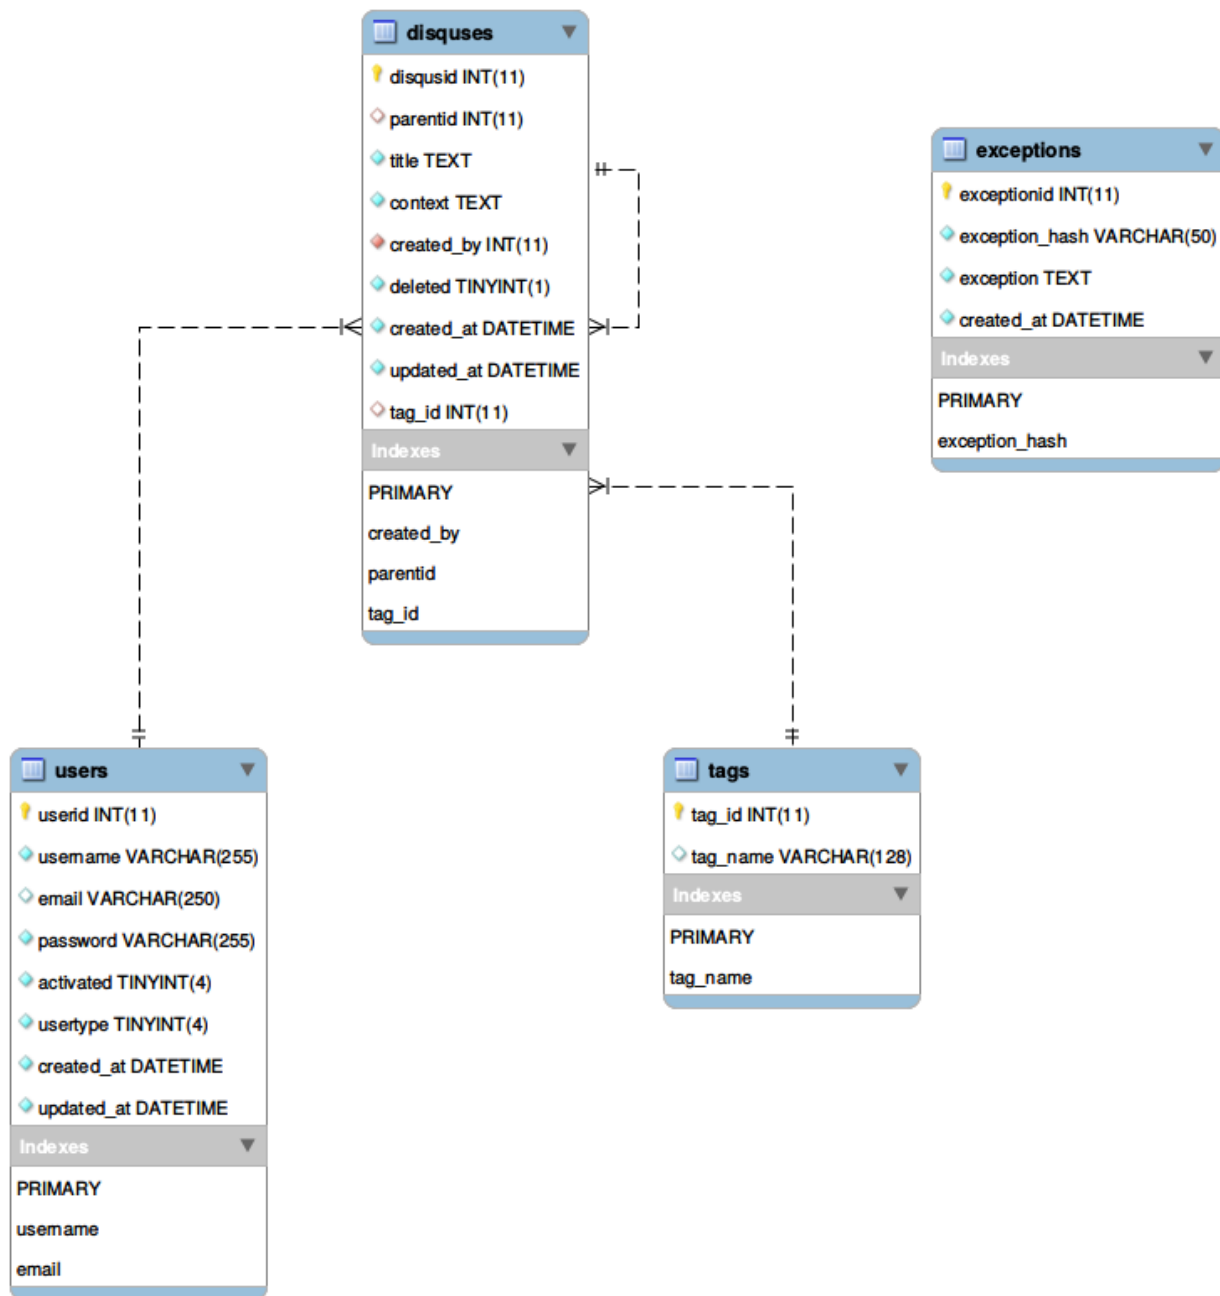 disquses
disqusid INT(11)
parentid INT(11)
title TEXT
context TEXT
created_by INT(11)
deleted TINYINT(1)
created_at DATETIME
updated_at DATETIME
tag_id INT(11)
Indexes
PRIMARY
created_by
parentid
tag_id
exceptions
exceptionid INT(11)
exception_hash VARCHAR(50)
exception TEXT
created_at DATETIME
Indexes
PRIMARY
exception_hash
users
userid INT(11)
username VARCHAR(255)
email VARCHAR(250)
password VARCHAR(255)
activated TINYINT(4)
usertype TINYINT(4)
created_at DATETIME
updated_at DATETIME
Indexes
PRIMARY
username
email
tags
tag_id INT(11)
tag_name VARCHAR(128)
Indexes
PRIMARY
tag_name